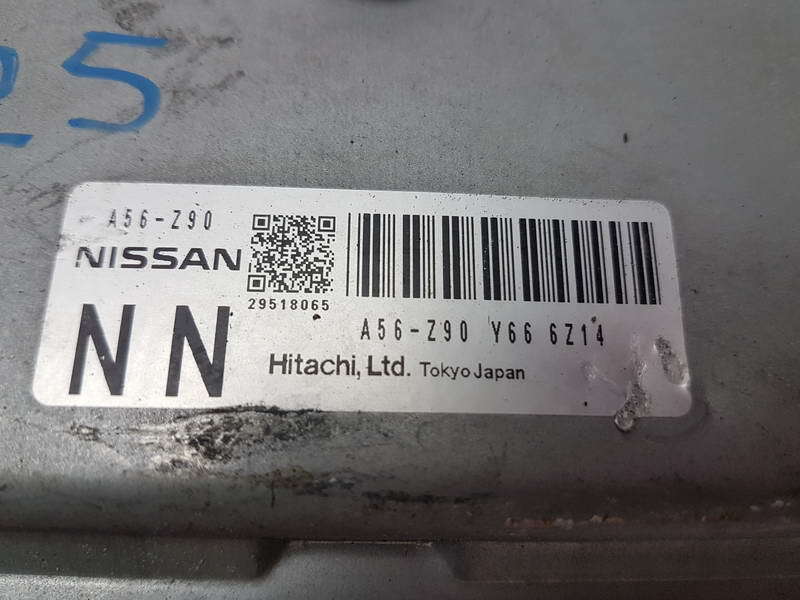 25
A56-Z90
NISSAN
29518065
NN
A56-Z90 Y66 6Z14
Hitachi, Ltd. Tokyo Japan